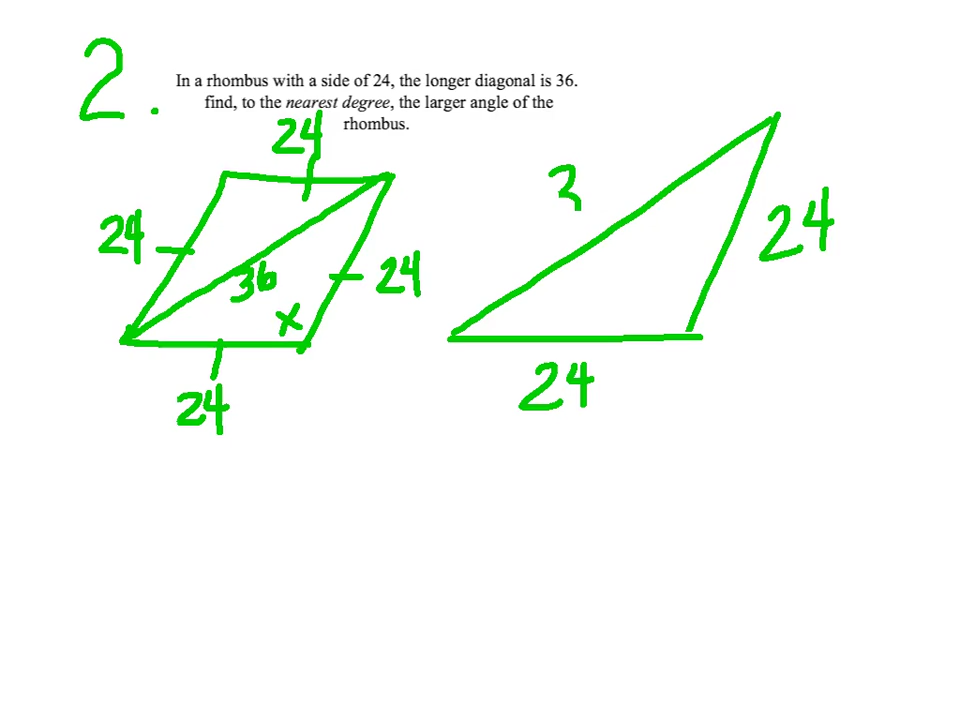 2.
In a rhombus with a side of 24, the longer diagonal is 36.
find, to the nearest degree, the larger angle of the
rhombus.
24
24
36
24
x
24
3
24
24